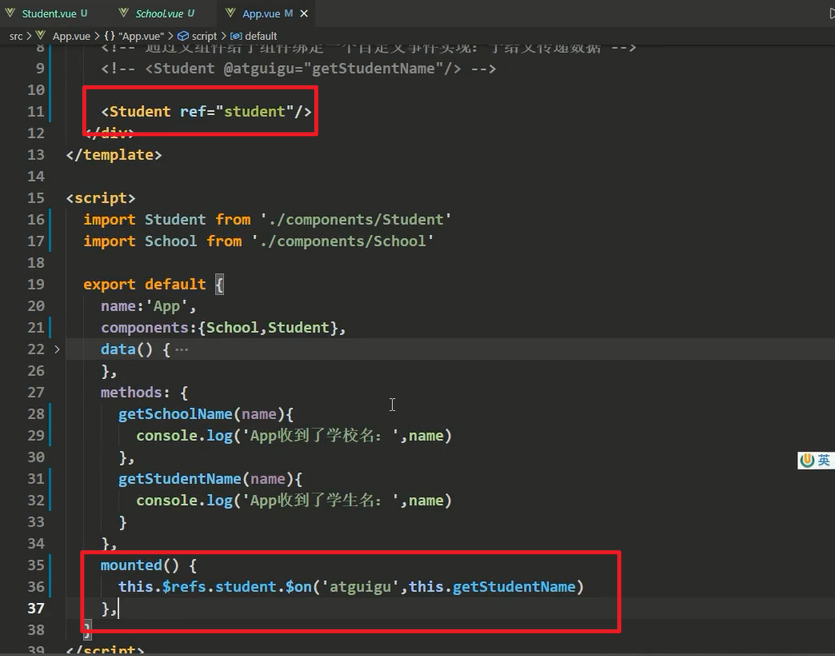 Student.vue U School.vue U App.vue M ×
src > App.vue > {} "App.vue" > script > default
8 <!-- 通过父组件给子组件绑定一个自定义事件实现：子给父传递数据 -->
9 <!-- <Student @atguigu="getStudentName"/> -->
10
11 <Student ref="student"/>
12 </div>
13 </template>
14
15 <script>
16 import Student from './components/Student'
17 import School from './components/School'
18
19 export default {
20 name:'App',
21 components:{School,Student},
22 > data() { ···
26 },
27 methods: {
28 getSchoolName(name){
29 console.log('App收到了学校名：',name)
30 },
31 getStudentName(name){
32 console.log('App收到了学生名：',name)
33 }
34 },
35 mounted() {
36 this.$refs.student.$on('atguigu',this.getStudentName)
37 },
38 }
39 </script>
英